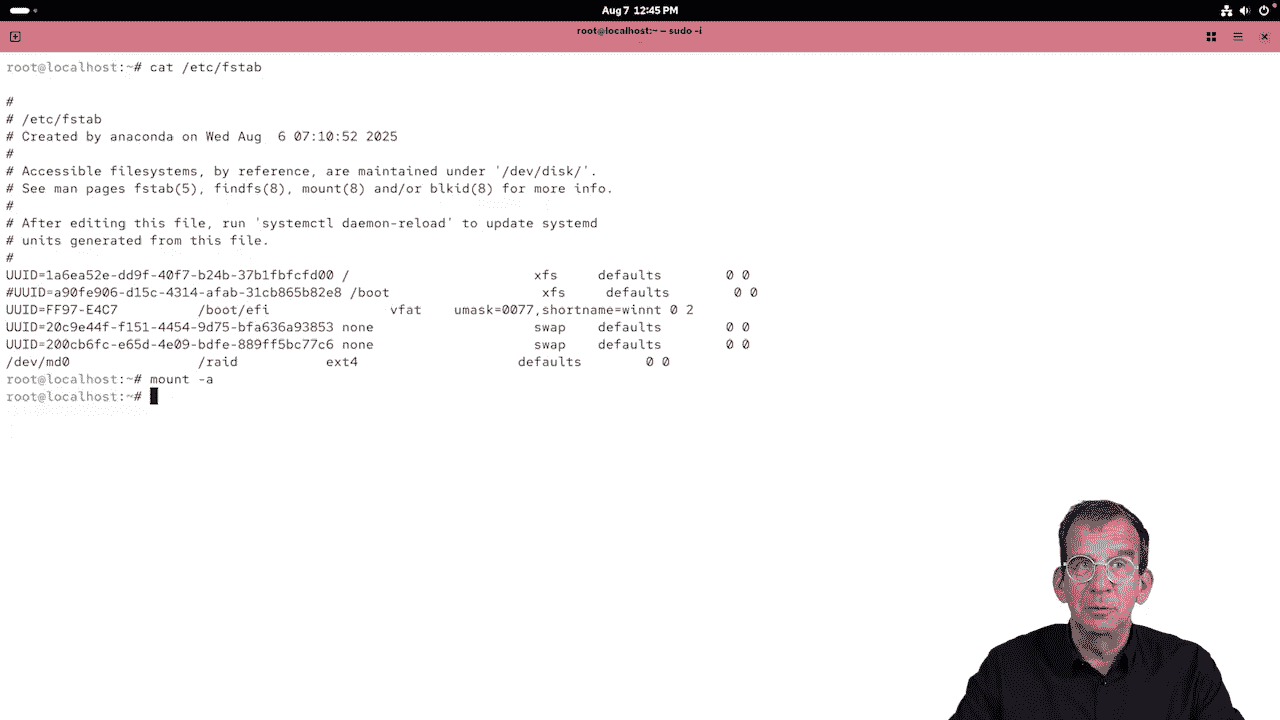 Aug 7 12:45 PM
root@localhost:~ — sudo -i
root@localhost:~# cat /etc/fstab
#
# /etc/fstab
# Created by anaconda on Wed Aug  6 07:10:52 2025
#
# Accessible filesystems, by reference, are maintained under '/dev/disk/'.
# See man pages fstab(5), findfs(8), mount(8) and/or blkid(8) for more info.
#
# After editing this file, run 'systemctl daemon-reload' to update systemd
# units generated from this file.
#
UUID=1a6ea52e-dd9f-40f7-b24b-37b1fbfcfd00 /                       xfs     defaults        0 0
#UUID=a90fe906-d15c-4314-afab-31cb865b82e8 /boot                   xfs     defaults        0 0
UUID=FF97-E4C7          /boot/efi               vfat    umask=0077,shortname=winnt 0 2
UUID=20c9e44f-f151-4454-9d75-bfa636a93853 none                    swap    defaults        0 0
UUID=200cb6fc-e65d-4e09-bdfe-889ff5bc77c6 none                    swap    defaults        0 0
/dev/md0                /raid           ext4                    defaults        0 0
root@localhost:~# mount -a
root@localhost:~#